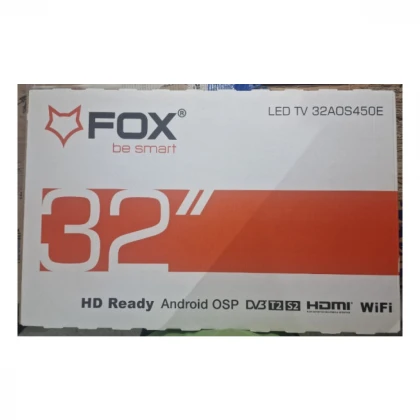 FOX®
be smart
LED TV 32AOS450E
32"
HD Ready Android OSP DVB T2 S2 HDMI WiFi